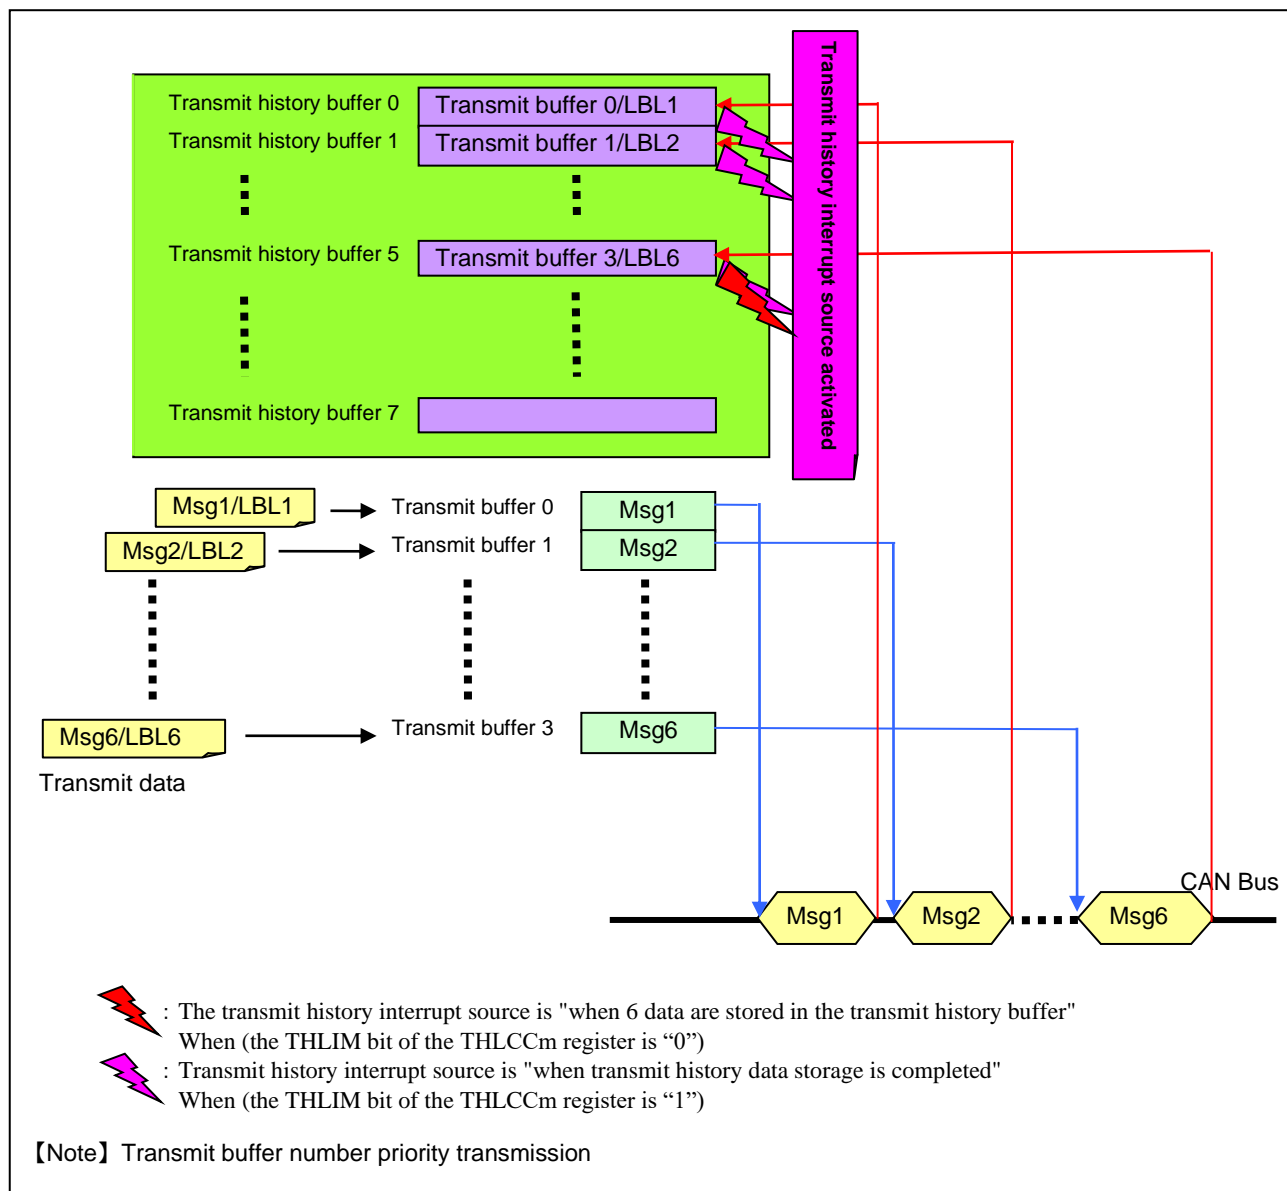 Transmit history interrupt source activated
Transmit history buffer 0
Transmit buffer 0/LBL1
Transmit history buffer 1
Transmit buffer 1/LBL2
Transmit history buffer 5
Transmit buffer 3/LBL6
Transmit history buffer 7
Msg1/LBL1
Transmit buffer 0
Msg1
Msg2/LBL2
Transmit buffer 1
Msg2
Msg6/LBL6
Transmit buffer 3
Msg6
Transmit data
CAN Bus
Msg1
Msg2
Msg6
: The transmit history interrupt source is "when 6 data are stored in the transmit history buffer"
When (the THLIM bit of the THLCCm register is “0”)
: Transmit history interrupt source is "when transmit history data storage is completed"
When (the THLIM bit of the THLCCm register is “1”)
【Note】Transmit buffer number priority transmission